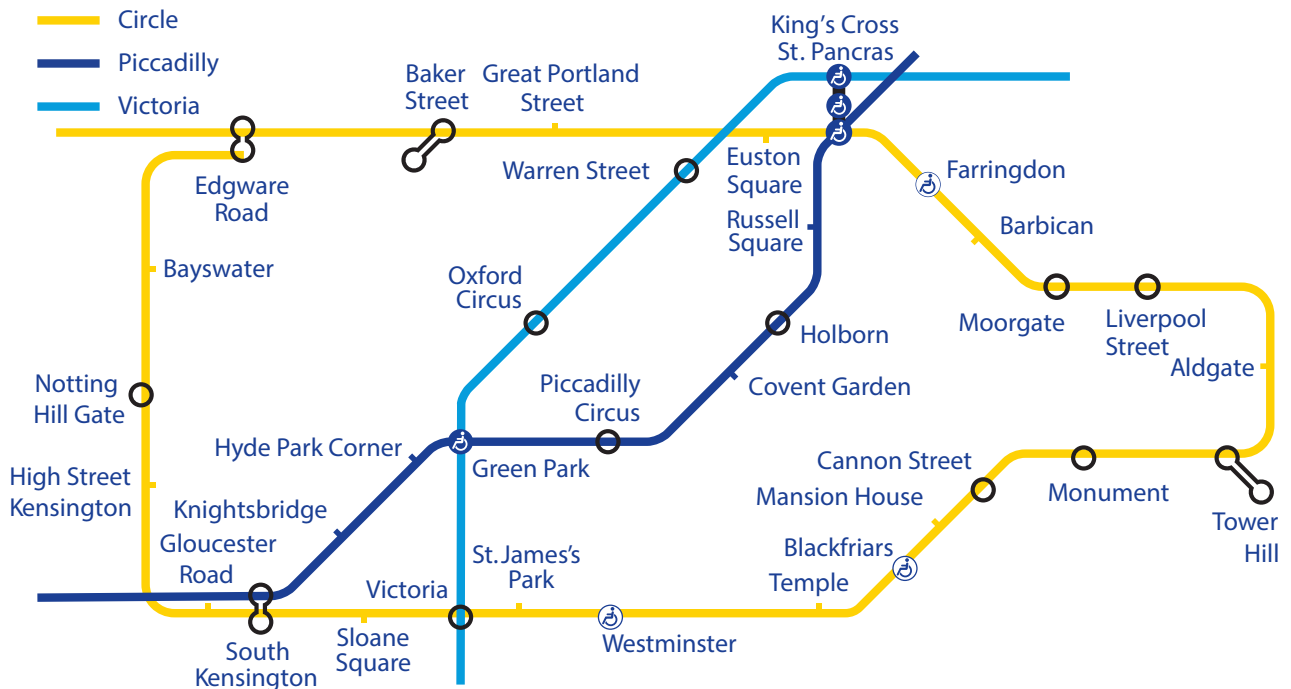 Circle
Piccadilly
Victoria
King's Cross
St. Pancras
Baker
Street
Great Portland
Street
Edgware
Road
Warren Street
Euston
Square
Farringdon
Russell
Square
Barbican
Bayswater
Oxford
Circus
Moorgate
Liverpool
Street
Holborn
Aldgate
Notting
Hill Gate
Piccadilly
Circus
Covent Garden
Hyde Park Corner
Green Park
Cannon Street
High Street
Kensington
Mansion House
Monument
Knightsbridge
Tower
Hill
Gloucester
Road
St. James's
Park
Blackfriars
Victoria
Temple
South
Kensington
Sloane
Square
Westminster